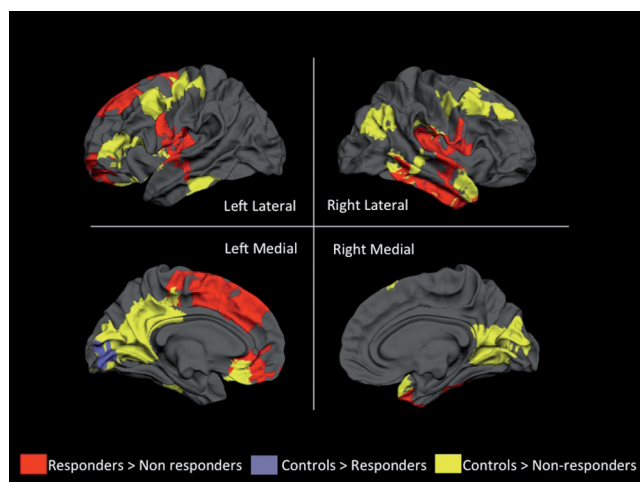 Left Lateral
Right Lateral
Left Medial
Right Medial
Responders > Non responders
Controls > Responders
Controls > Non-responders